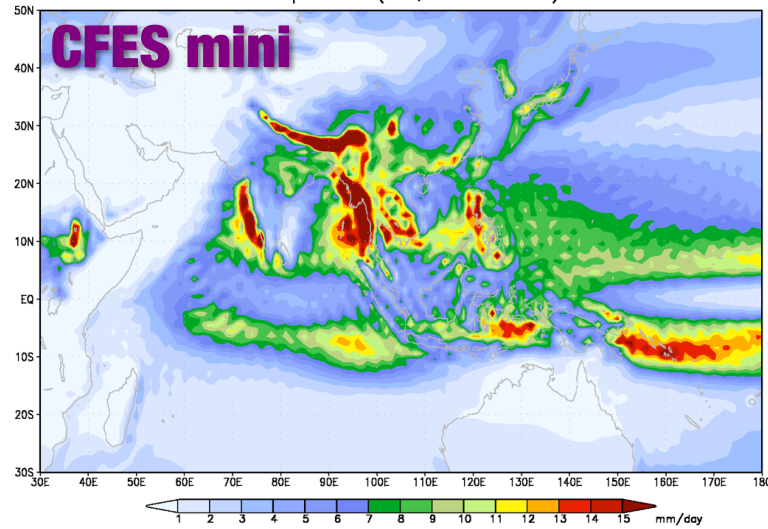 CFES mini
50N
40N
30N
20N
10N
EQ
10S
20S
30S
30E 40E 50E 60E 70E 80E 90E 100E 110E 120E 130E 140E 150E 160E 170E 180
1 2 3 4 5 6 7 8 9 10 11 12 13 14 15 mm/day